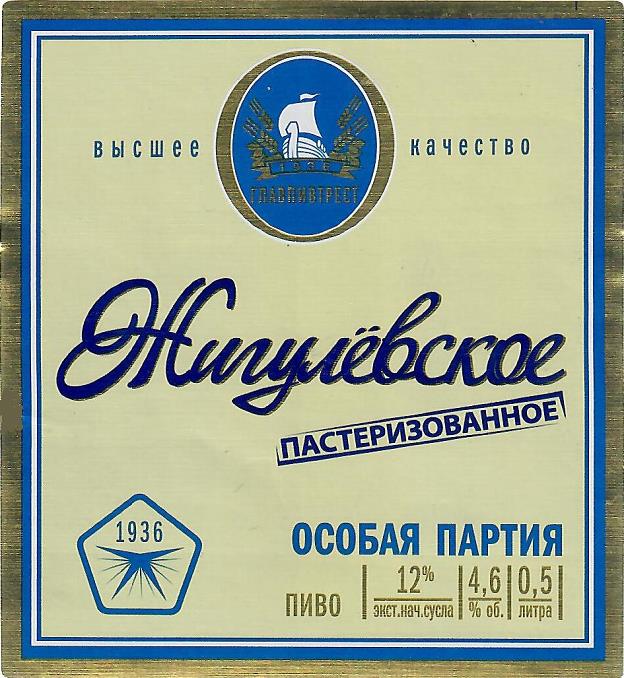 высшее
качество
1936
ГЛАВПИВТРЕСТ
Жигулёвское
ПАСТЕРИЗОВАННОЕ
1936
ОСОБАЯ ПАРТИЯ
ПИВО
12%
экст.нач.сусла
4,6
% об.
0,5
литра